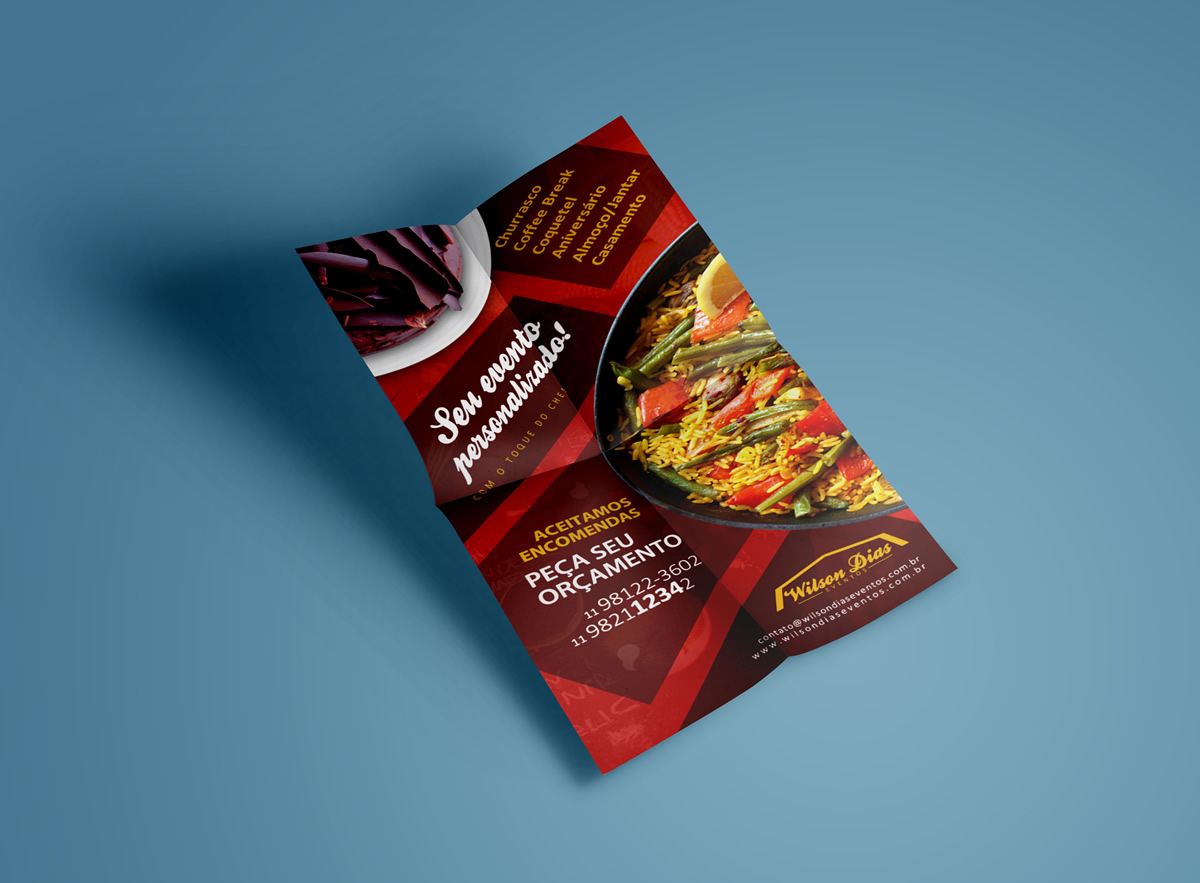 Churrasco
Coffee Break
Coquetel
Aniversário
Almoço/Jantar
Casamento
Seu evento
personalizado!
COM O TOQUE DO CHEF
ACEITAMOS
ENCOMENDAS
PEÇA SEU
ORÇAMENTO
11 98122-3602
11 982112342
Wilson Dias
EVENTOS
contato@wilsondiaseventos.com.br
www.wilsondiaseventos.com.br